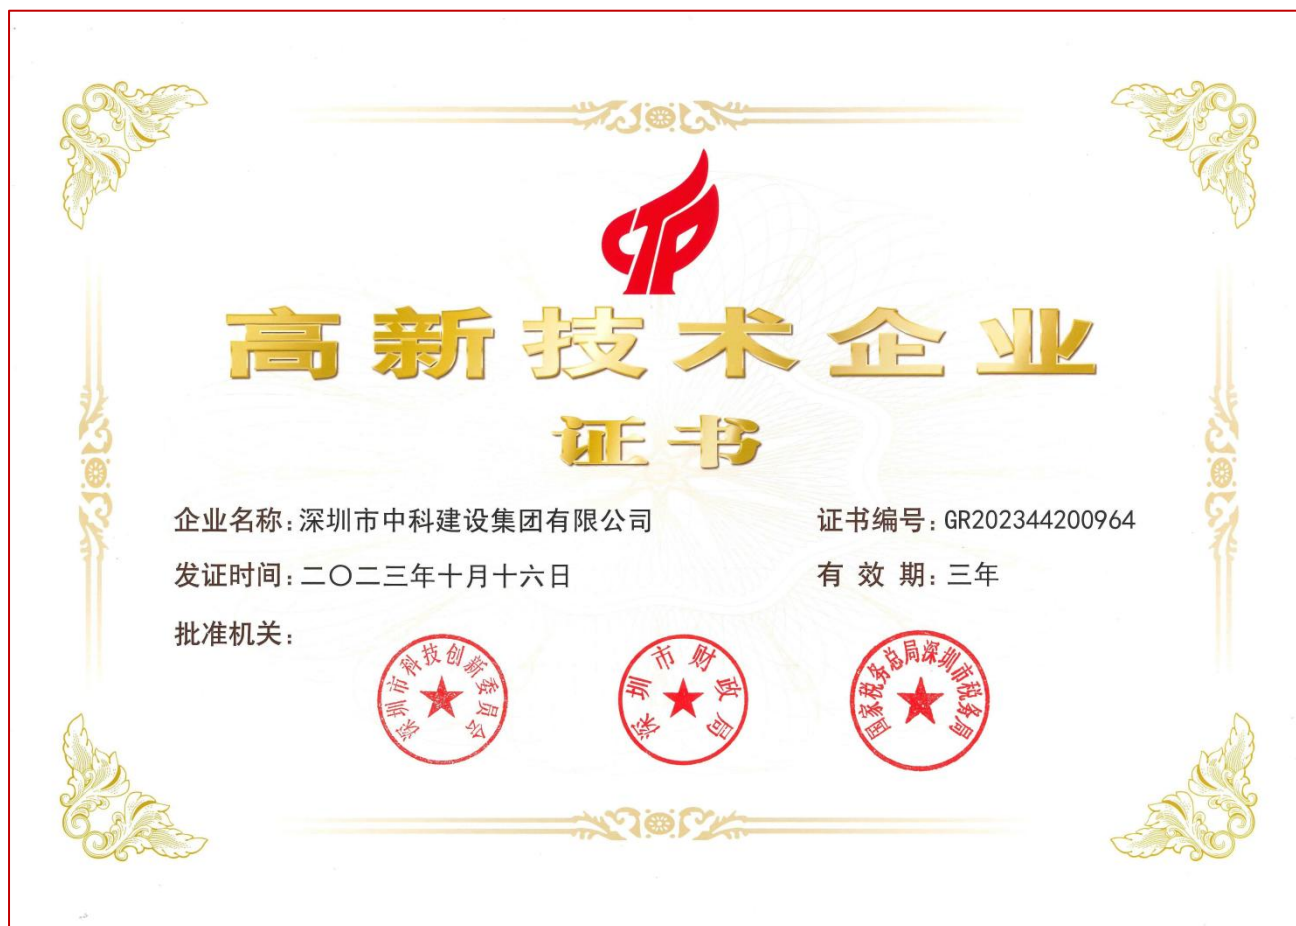 高新技术企业
证书
企业名称:深圳市中科建设集团有限公司
证书编号:GR202344200964
发证时间:二〇二三年十月十六日
有效期:三年
批准机关:
深圳市科技创新委员会
深圳市财政局
国家税务总局深圳市税务局